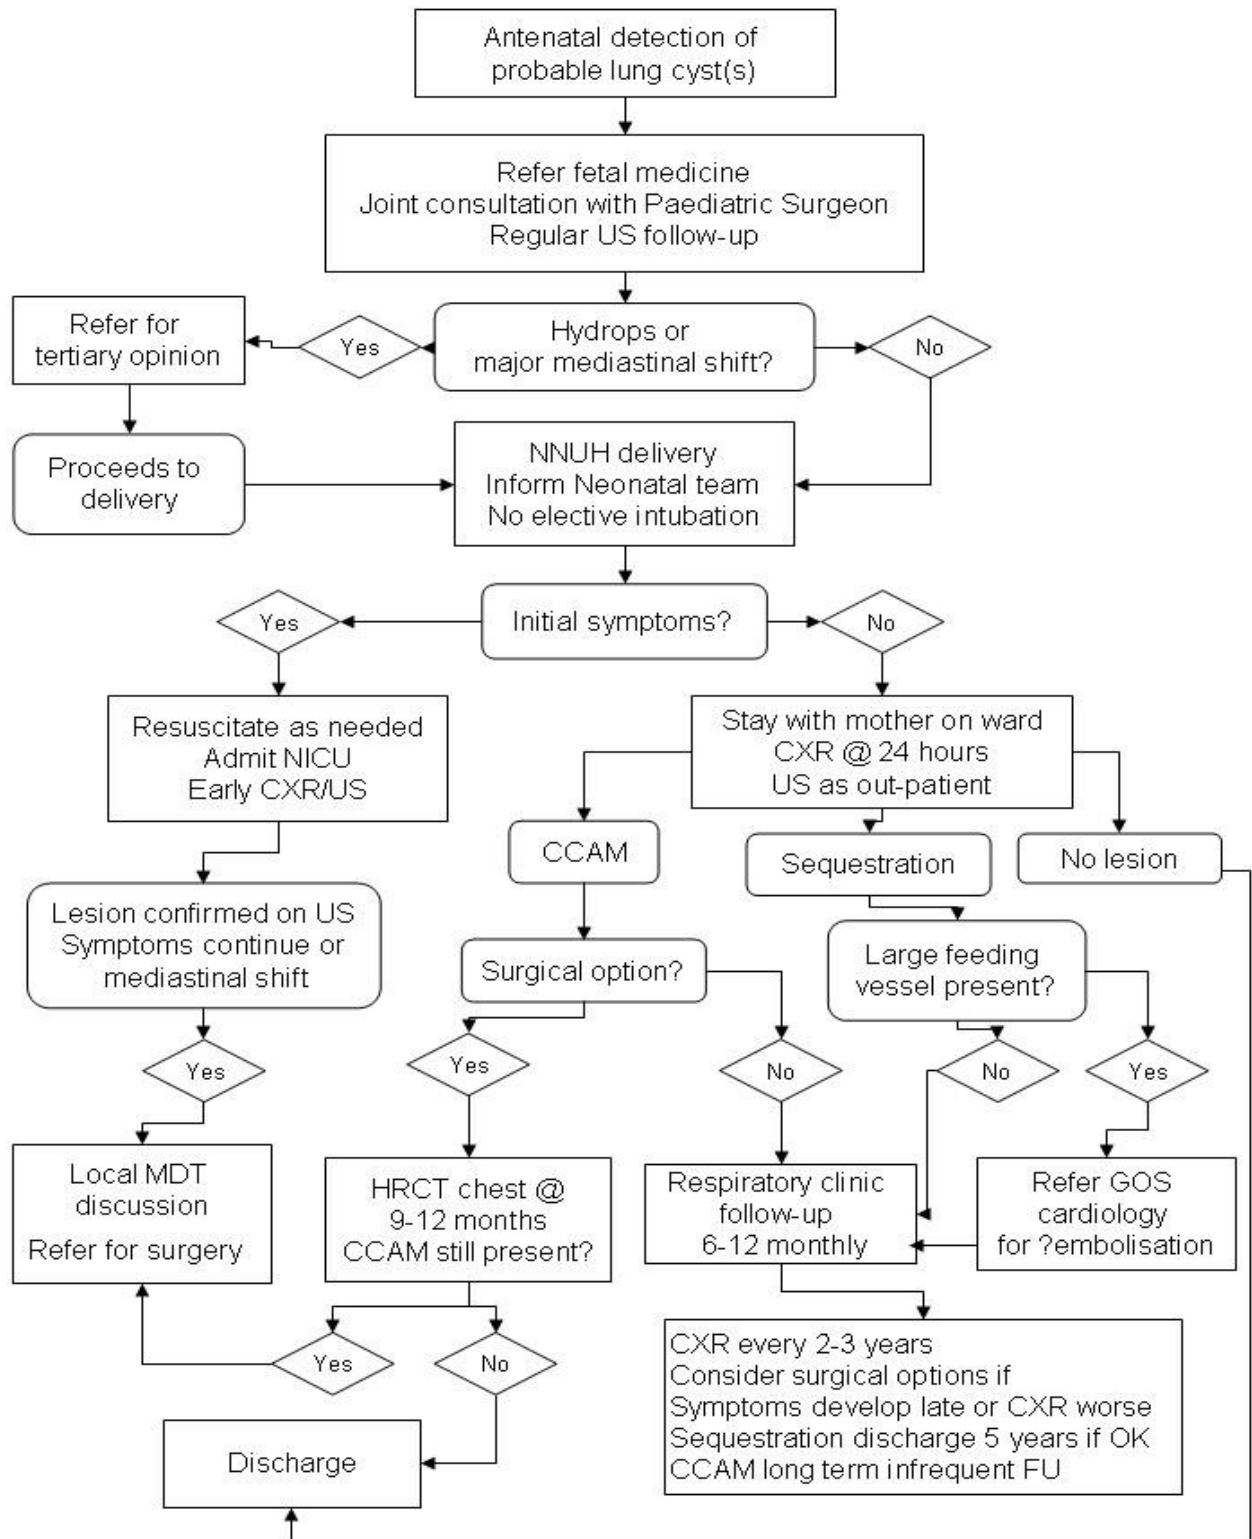 Antenatal detection of
probable lung cyst(s)
Refer fetal medicine
Joint consultation with Paediatric Surgeon
Regular US follow-up
Hydrops or
major mediastinal shift?
Yes
No
Refer for
tertiary opinion
Proceeds to
delivery
NNUH delivery
Inform Neonatal team
No elective intubation
Initial symptoms?
Yes
No
Resuscitate as needed
Admit NICU
Early CXR/US
Stay with mother on ward
CXR @ 24 hours
US as out-patient
CCAM
Sequestration
No lesion
Lesion confirmed on US
Symptoms continue or
mediastinal shift
Surgical option?
Large feeding
vessel present?
Yes
Yes
No
No
Yes
Local MDT
discussion
Refer for surgery
HRCT chest @
9-12 months
CCAM still present?
Respiratory clinic
follow-up
6-12 monthly
Refer GOS
cardiology
for ?embolisation
Yes
No
CXR every 2-3 years
Consider surgical options if
Symptoms develop late or CXR worse
Sequestration discharge 5 years if OK
CCAM long term infrequent FU
Discharge